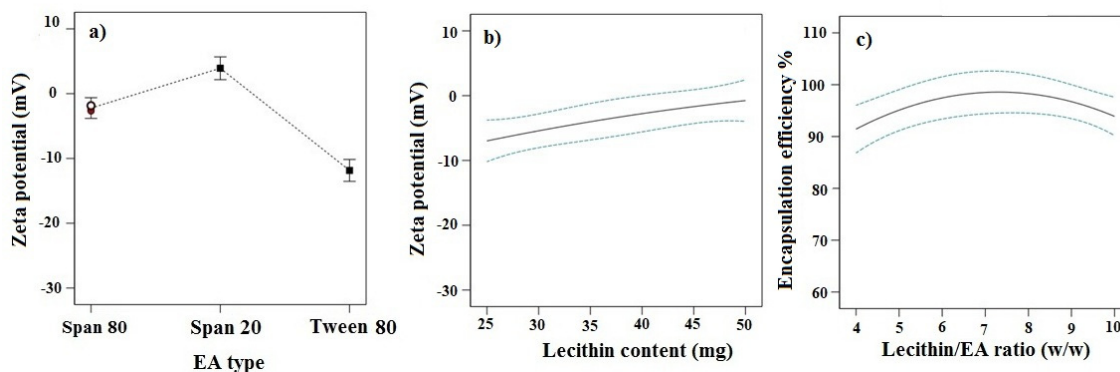 a)
Zeta potential (mV)
10
0
-10
-20
-30
Span 80
Span 20
Tween 80
EA type
b)
Zeta potential (mV)
10
0
-10
-20
-30
25 30 35 40 45 50
Lecithin content (mg)
c)
Encapsulation efficiency %
110
100
90
80
70
60
4 5 6 7 8 9 10
Lecithin/EA ratio (w/w)